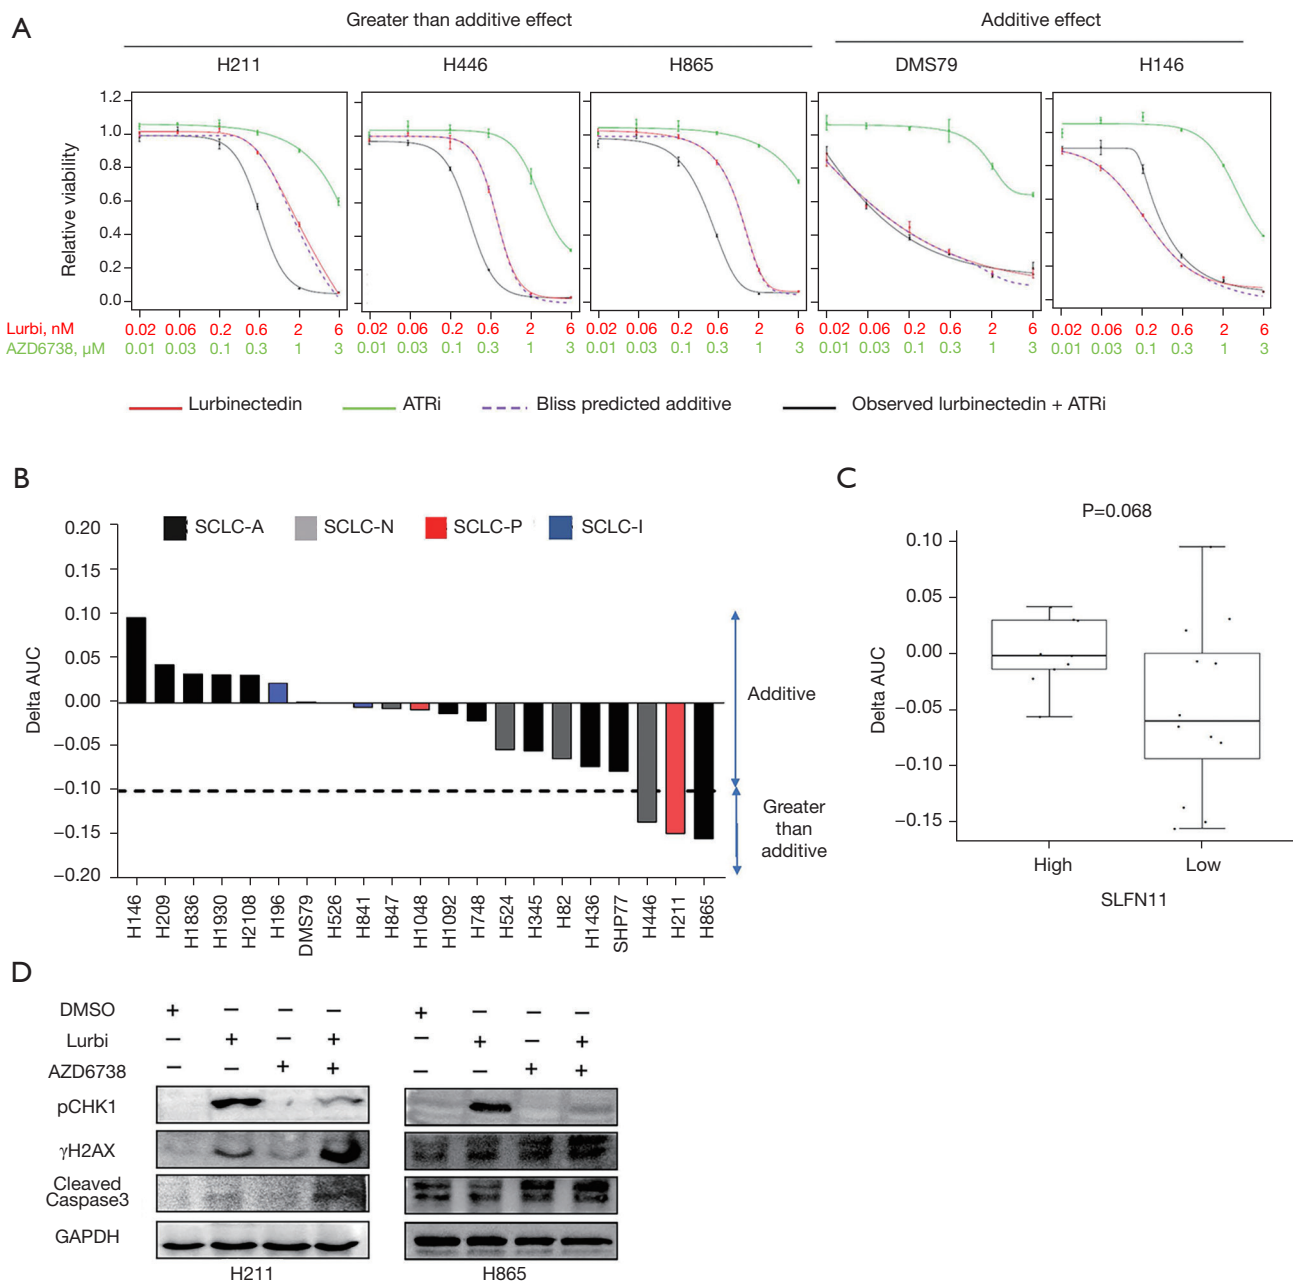 A
Greater than additive effect
Additive effect
H211
H446
H865
DMS79
H146
Relative viability
1.2
1.0
0.8
0.6
0.4
0.2
0.0
Lurbi, nM
0.02 0.06 0.2 0.6 2 6
0.02 0.06 0.2 0.6 2 6
0.02 0.06 0.2 0.6 2 6
0.02 0.06 0.2 0.6 2 6
0.02 0.06 0.2 0.6 2 6
AZD6738, μM
0.01 0.03 0.1 0.3 1 3
0.01 0.03 0.1 0.3 1 3
0.01 0.03 0.1 0.3 1 3
0.01 0.03 0.1 0.3 1 3
0.01 0.03 0.1 0.3 1 3
Lurbinectedin
ATRi
Bliss predicted additive
Observed lurbinectedin + ATRi
B
SCLC-A
SCLC-N
SCLC-P
SCLC-I
Delta AUC
0.20
0.15
0.10
0.05
0.00
−0.05
−0.10
−0.15
−0.20
Additive
Greater
than
additive
H146
H209
H1836
H1930
H2108
H196
DMS79
H526
H841
H847
H1048
H1092
H748
H524
H345
H82
H1436
SHP77
H446
H211
H865
C
P=0.068
Delta AUC
0.10
0.05
0.00
−0.05
−0.10
−0.15
High
Low
SLFN11
D
DMSO + − − − + − − −
Lurbi − + − + − + − +
AZD6738 − − + + − − + +
pCHK1
γH2AX
Cleaved
Caspase3
GAPDH
H211
H865